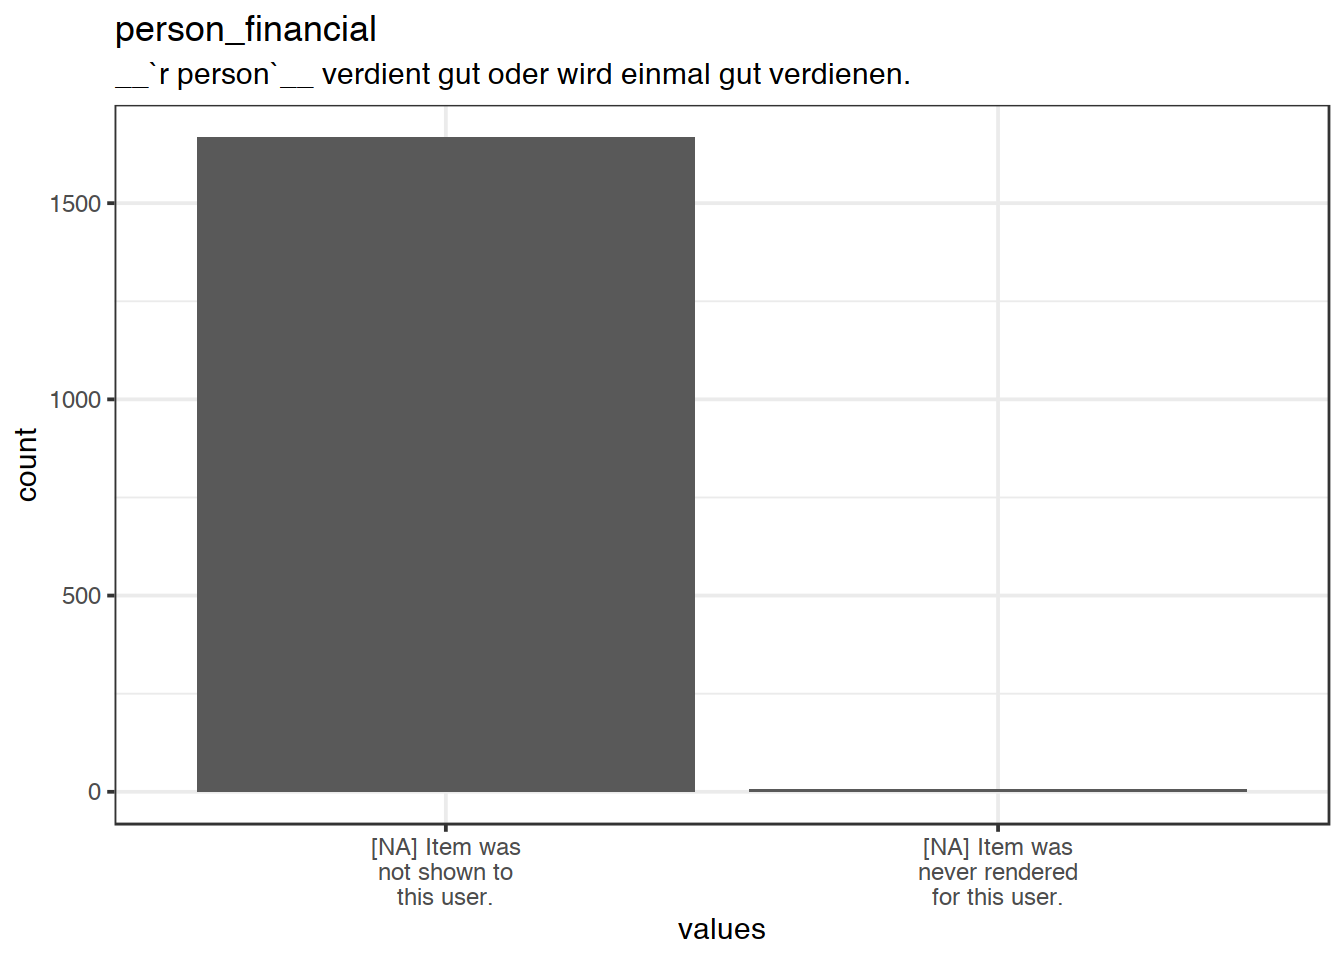 person_financial
__`r person`__ verdient gut oder wird einmal gut verdienen.
1500
1000
500
0
count
[NA] Item was
not shown to
this user.
[NA] Item was
never rendered
for this user.
values